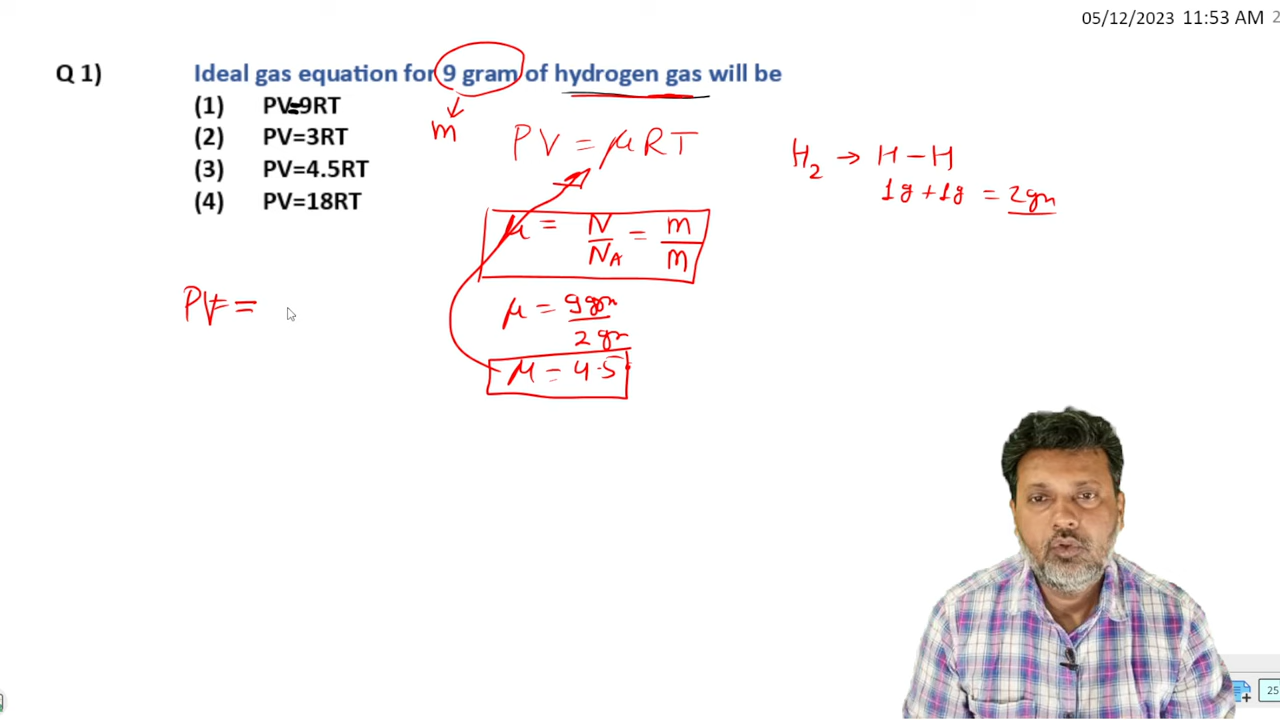 05/12/2023 11:53 AM 2
Q 1) Ideal gas equation for 9 gram of hydrogen gas will be
(1) PV=9RT
(2) PV=3RT
(3) PV=4.5RT
(4) PV=18RT
m
PV = μRT
H2 → H – H
1g + 1g = 2gm
μ = N/NA = m/m
PV =
μ = 9gm/2gm
μ = 4.5
25